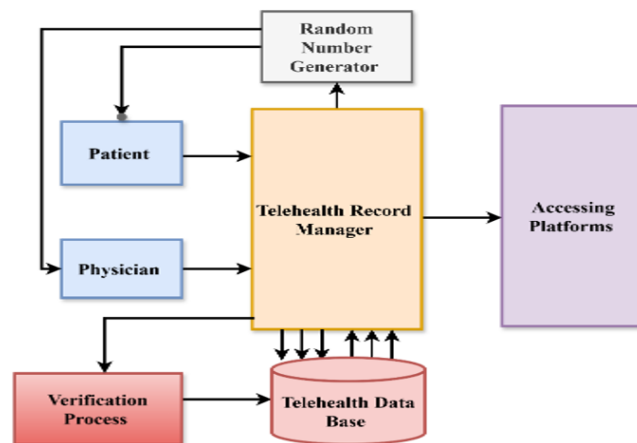 Random
Number
Generator
Patient
Telehealth Record
Manager
Accessing
Platforms
Physician
Verification
Process
Telehealth Data
Base